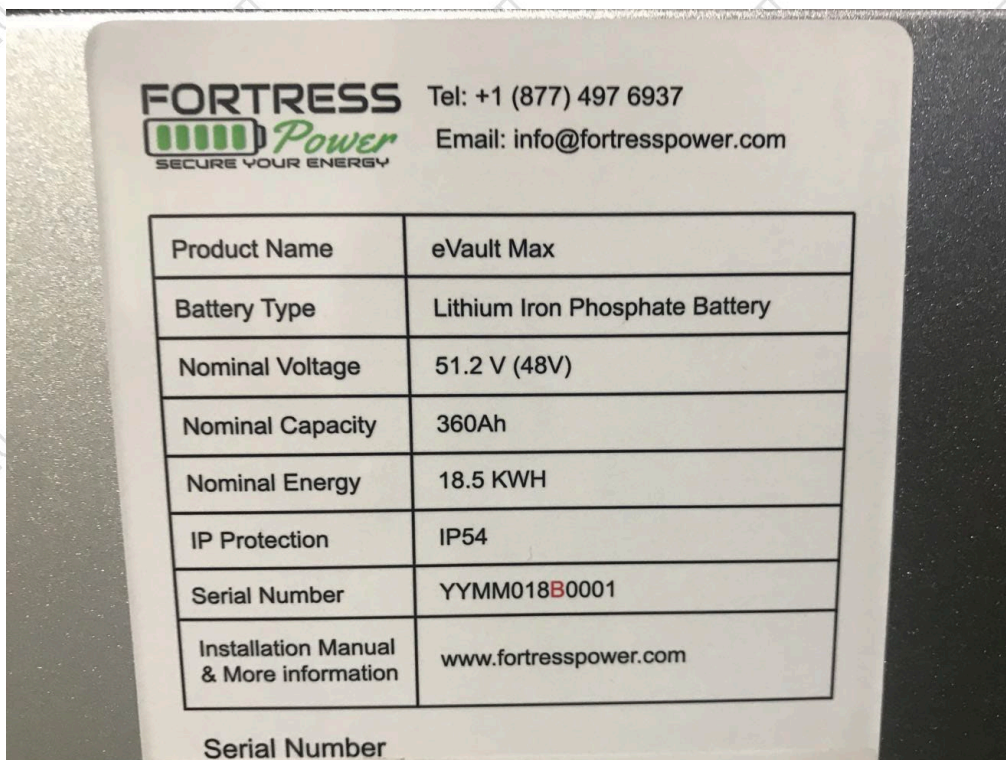 FORTRESS
Power
SECURE YOUR ENERGY
Tel: +1 (877) 497 6937
Email: info@fortresspower.com
Product Name eVault Max
Battery Type Lithium Iron Phosphate Battery
Nominal Voltage 51.2 V (48V)
Nominal Capacity 360Ah
Nominal Energy 18.5 KWH
IP Protection IP54
Serial Number YYMM018B0001
Installation Manual
& More information
www.fortresspower.com
Serial Number